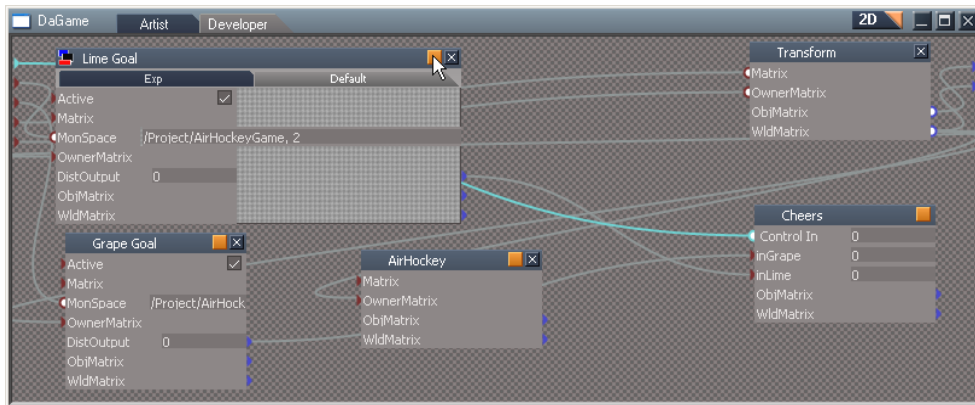 DaGame Artist Developer 2D
Lime Goal
Exp Default
Active
Matrix
MonSpace /Project/AirHockeyGame, 2
OwnerMatrix
DistOutput 0
ObjMatrix
WldMatrix
Transform
Matrix
OwnerMatrix
ObjMatrix
WldMatrix
Grape Goal
Active
Matrix
MonSpace /Project/AirHock
OwnerMatrix
DistOutput 0
ObjMatrix
WldMatrix
AirHockey
Matrix
OwnerMatrix
ObjMatrix
WldMatrix
Cheers
Control In 0
inGrape 0
inLime 0
ObjMatrix
WldMatrix